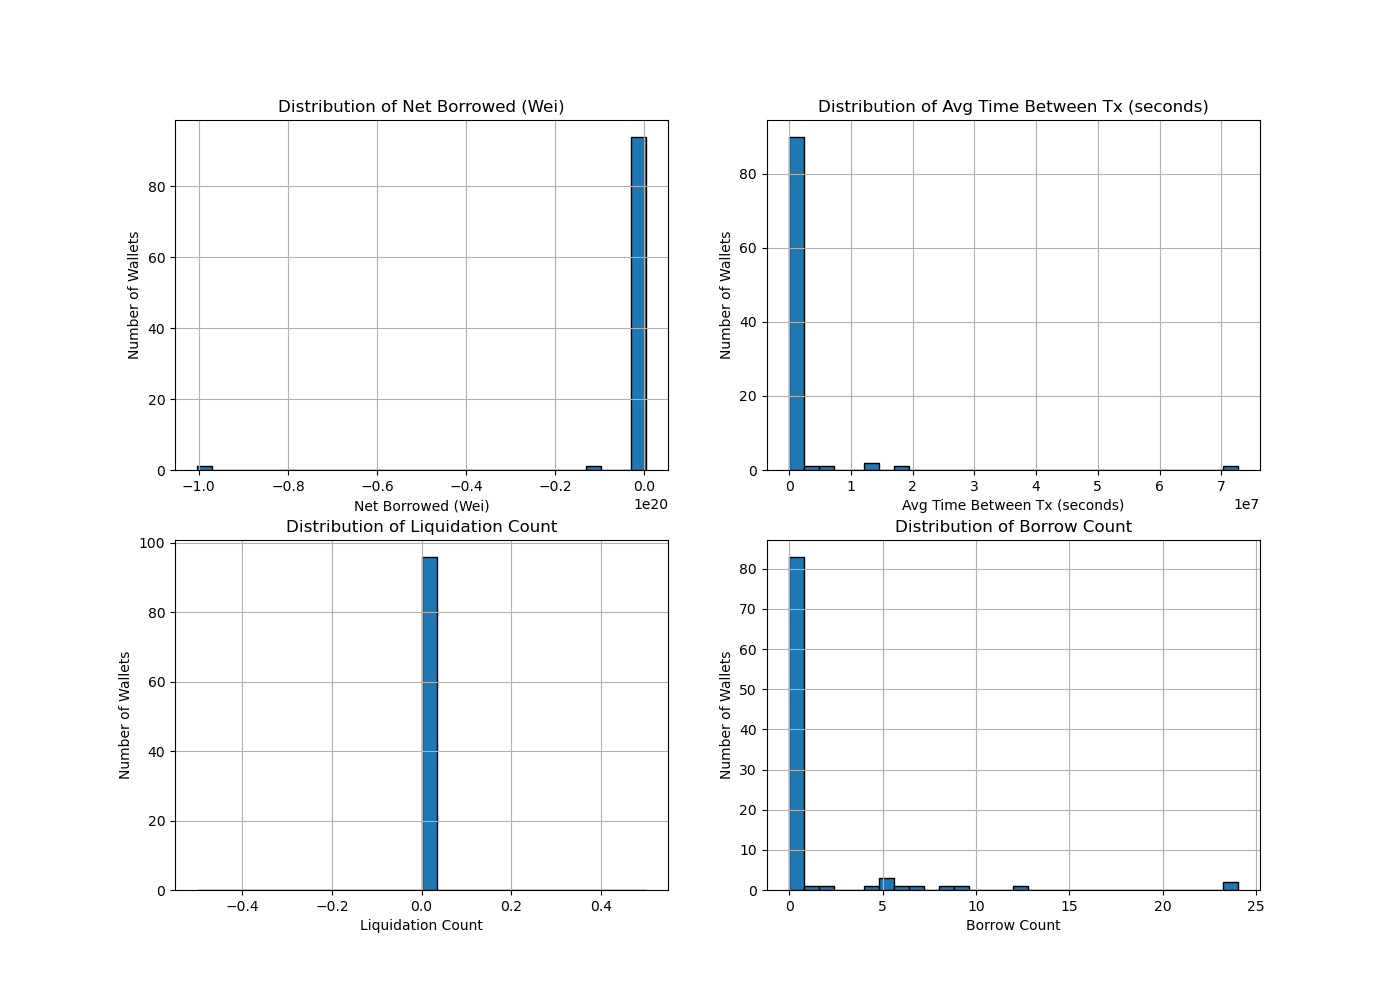 Distribution of Net Borrowed (Wei)
Number of Wallets
80
60
40
20
0
−1.0 −0.8 −0.6 −0.4 −0.2 0.0
1e20
Net Borrowed (Wei)
Distribution of Avg Time Between Tx (seconds)
Number of Wallets
80
60
40
20
0
0 1 2 3 4 5 6 7
1e7
Avg Time Between Tx (seconds)
Distribution of Liquidation Count
Number of Wallets
100
80
60
40
20
0
−0.4 −0.2 0.0 0.2 0.4
Liquidation Count
Distribution of Borrow Count
Number of Wallets
80
70
60
50
40
30
20
10
0
0 5 10 15 20 25
Borrow Count